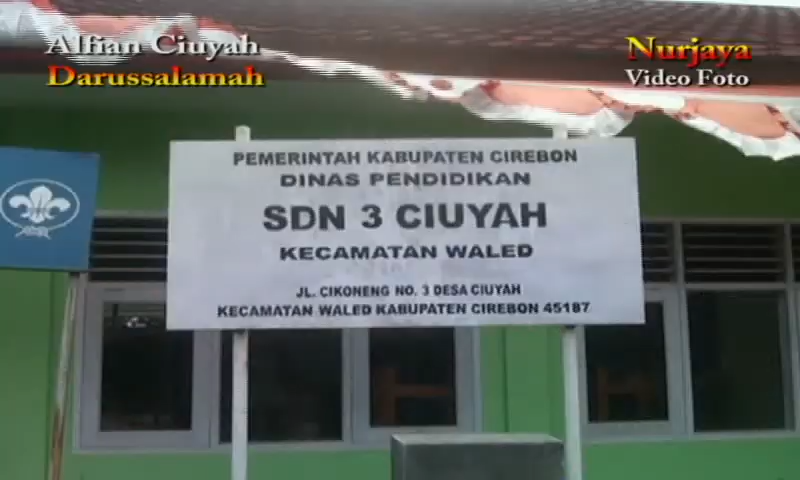 Alfian Ciuyah
Darussalamah
Nurjaya
Video Foto
PEMERINTAH KABUPATEN CIREBON
DINAS PENDIDIKAN
SDN 3 CIUYAH
KECAMATAN WALED
JL. CIKONENG NO. 3 DESA CIUYAH
KECAMATAN WALED KABUPATEN CIREBON 45187